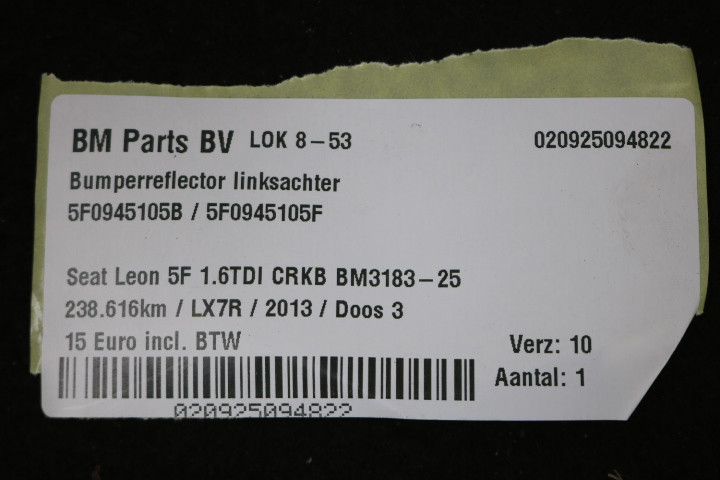 BM Parts BV LOK 8-53 020925094822
Bumperreflector linksachter
5F0945105B / 5F0945105F
Seat Leon 5F 1.6TDI CRKB BM3183-25
238.616km / LX7R / 2013 / Doos 3
15 Euro incl. BTW
Verz: 10
Aantal: 1
020925094822